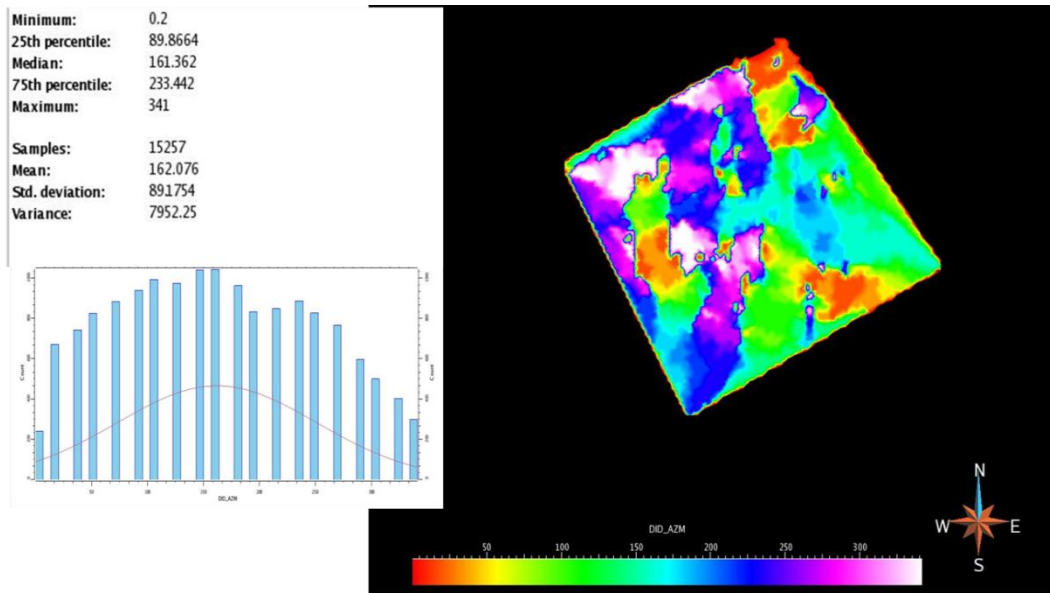 Minimum: 0.2
25th percentile: 89.8664
Median: 161.362
75th percentile: 233.442
Maximum: 341
Samples: 15257
Mean: 162.076
Std. deviation: 89.1754
Variance: 7952.25
50 150 200 250 300
DID_AZM
N
W E
S
DID_AZM
50 100 150 200 250 300